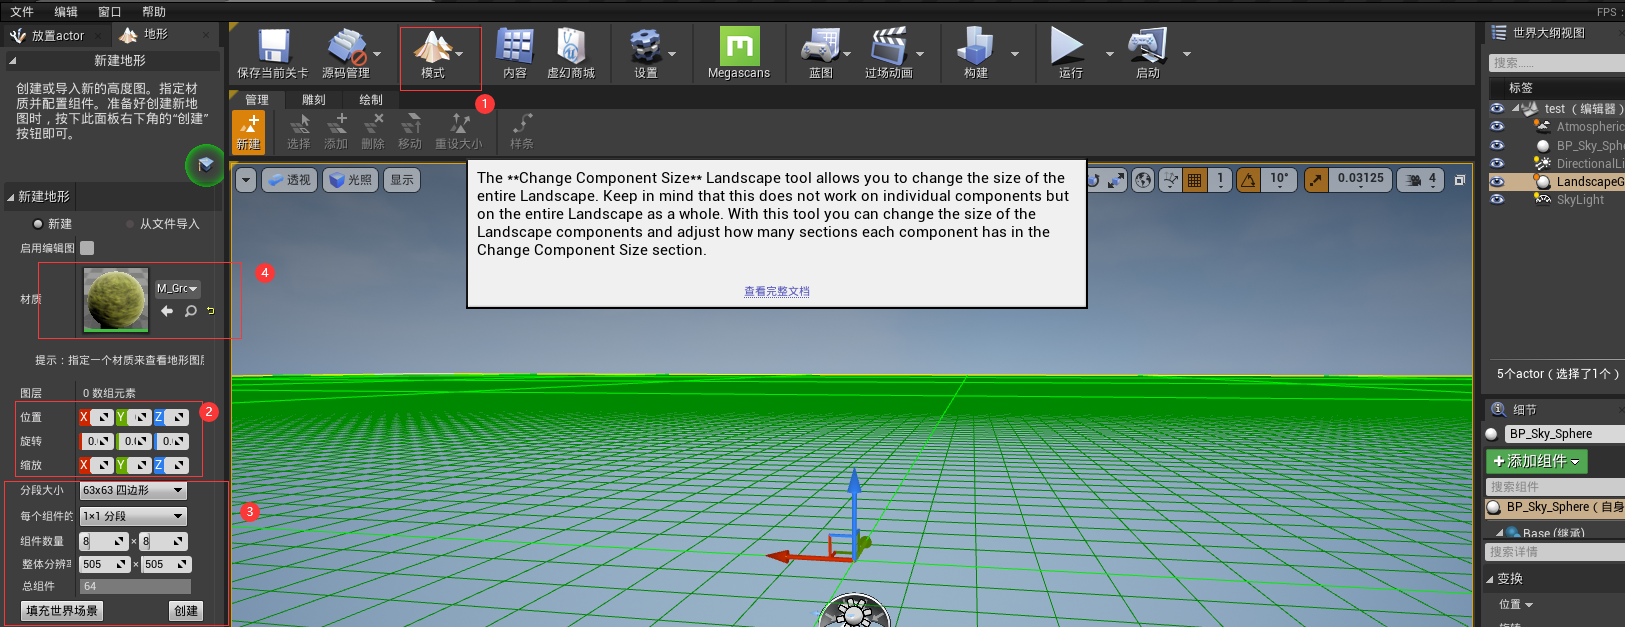 文件 编辑 窗口 帮助
FPS :
放置actor
地形
新建地形
创建或导入新的高度图。指定材
质并配置组件。准备好创建新地
图时，按下此面板右下角的“创建”
按钮即可。
新建地形
新建 从文件导入
启用编辑图
材质
M_Grc
提示：指定一个材质来查看地形图层
图层 0 数组元素
位置 X Y Z
旋转 0. 0.0 0.
缩放 X Y Z
分段大小 63x63 四边形
每个组件的 1×1 分段
组件数量 8 × 8
整体分辨率 505 × 505
总组件 64
填充世界场景 创建
4
2
3
保存当前关卡 源码管理 模式 内容 虚幻商城 设置 Megascans 蓝图 过场动画 构建 运行 启动
1
管理 雕刻 绘制
新建 选择 添加 删除 移动 重设大小 样条
透视 光照 显示
1 10° 0.03125 4
The **Change Component Size** Landscape tool allows you to change the size of the
entire Landscape. Keep in mind that this does not work on individual components but
on the entire Landscape as a whole. With this tool you can change the size of the
Landscape components and adjust how many sections each component has in the
Change Component Size section.
查看完整文档
世界大纲视图
搜索......
标签
test（编辑器）
Atmospheric
BP_Sky_Sphe
DirectionalLi
LandscapeG
SkyLight
5个actor（选择了1个）
细节
BP_Sky_Sphere
添加组件
搜索组件
BP_Sky_Sphere（自身
Base (继承)
搜索详情
变换
位置